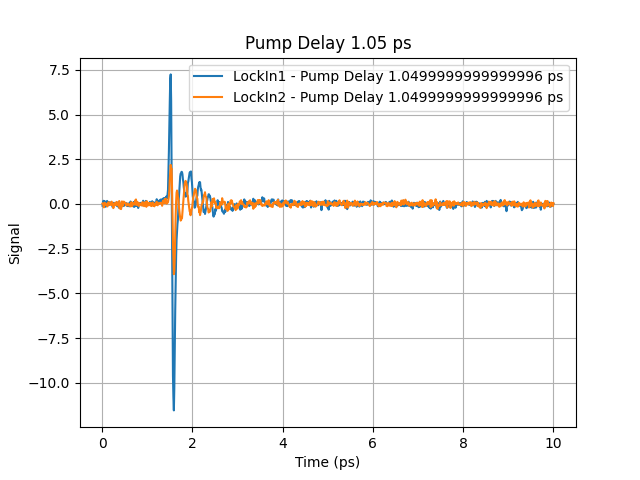 Pump Delay 1.05 ps
LockIn1 - Pump Delay 1.0499999999999996 ps
LockIn2 - Pump Delay 1.0499999999999996 ps
7.5
5.0
2.5
0.0
−2.5
−5.0
−7.5
−10.0
Signal
0 2 4 6 8 10
Time (ps)